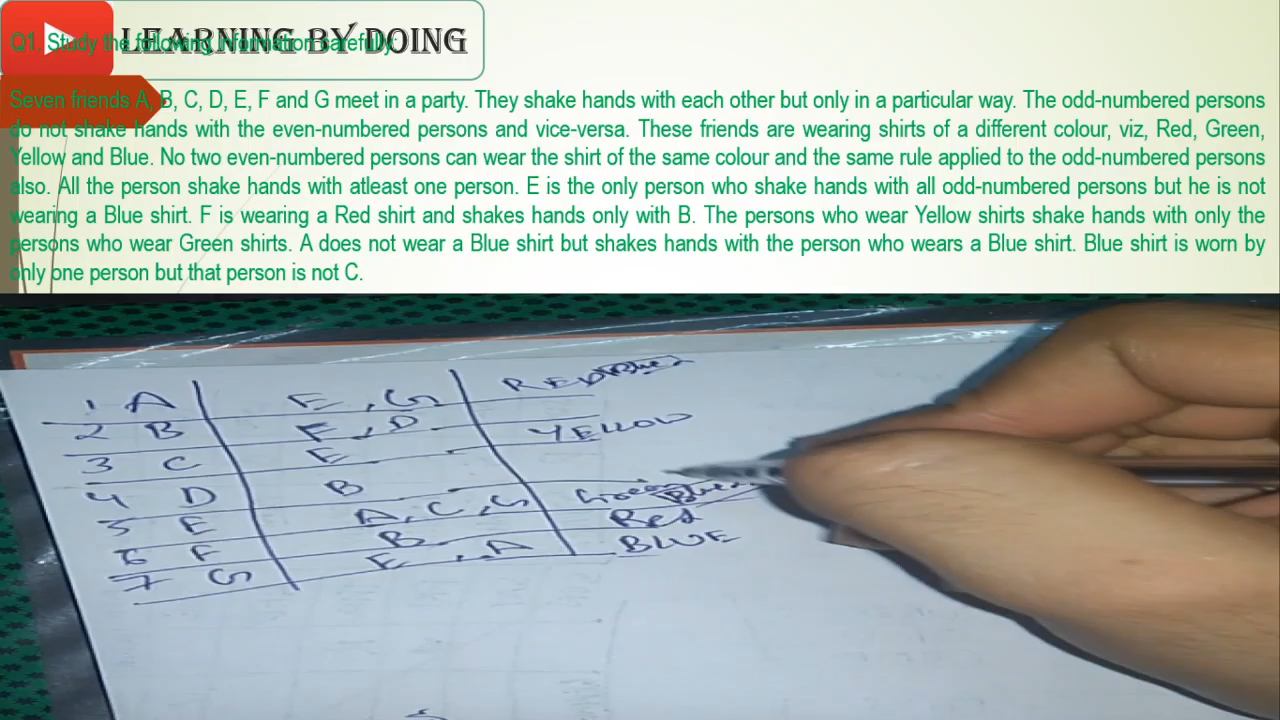 LEARNING BY DOING
Q1. Study the following information carefully:
Seven friends A, B, C, D, E, F and G meet in a party. They shake hands with each other but only in a particular way. The odd-numbered persons
do not shake hands with the even-numbered persons and vice-versa. These friends are wearing shirts of a different colour, viz, Red, Green,
Yellow and Blue. No two even-numbered persons can wear the shirt of the same colour and the same rule applied to the odd-numbered persons
also. All the person shake hands with atleast one person. E is the only person who shake hands with all odd-numbered persons but he is not
wearing a Blue shirt. F is wearing a Red shirt and shakes hands only with B. The persons who wear Yellow shirts shake hands with only the
persons who wear Green shirts. A does not wear a Blue shirt but shakes hands with the person who wears a Blue shirt. Blue shirt is worn by
only one person but that person is not C.
1 A E, G RED
2 B F, D YELLOW
3 C E
4 D B
5 E A, C, G Green
6 F B Red
7 G E, A BLUE